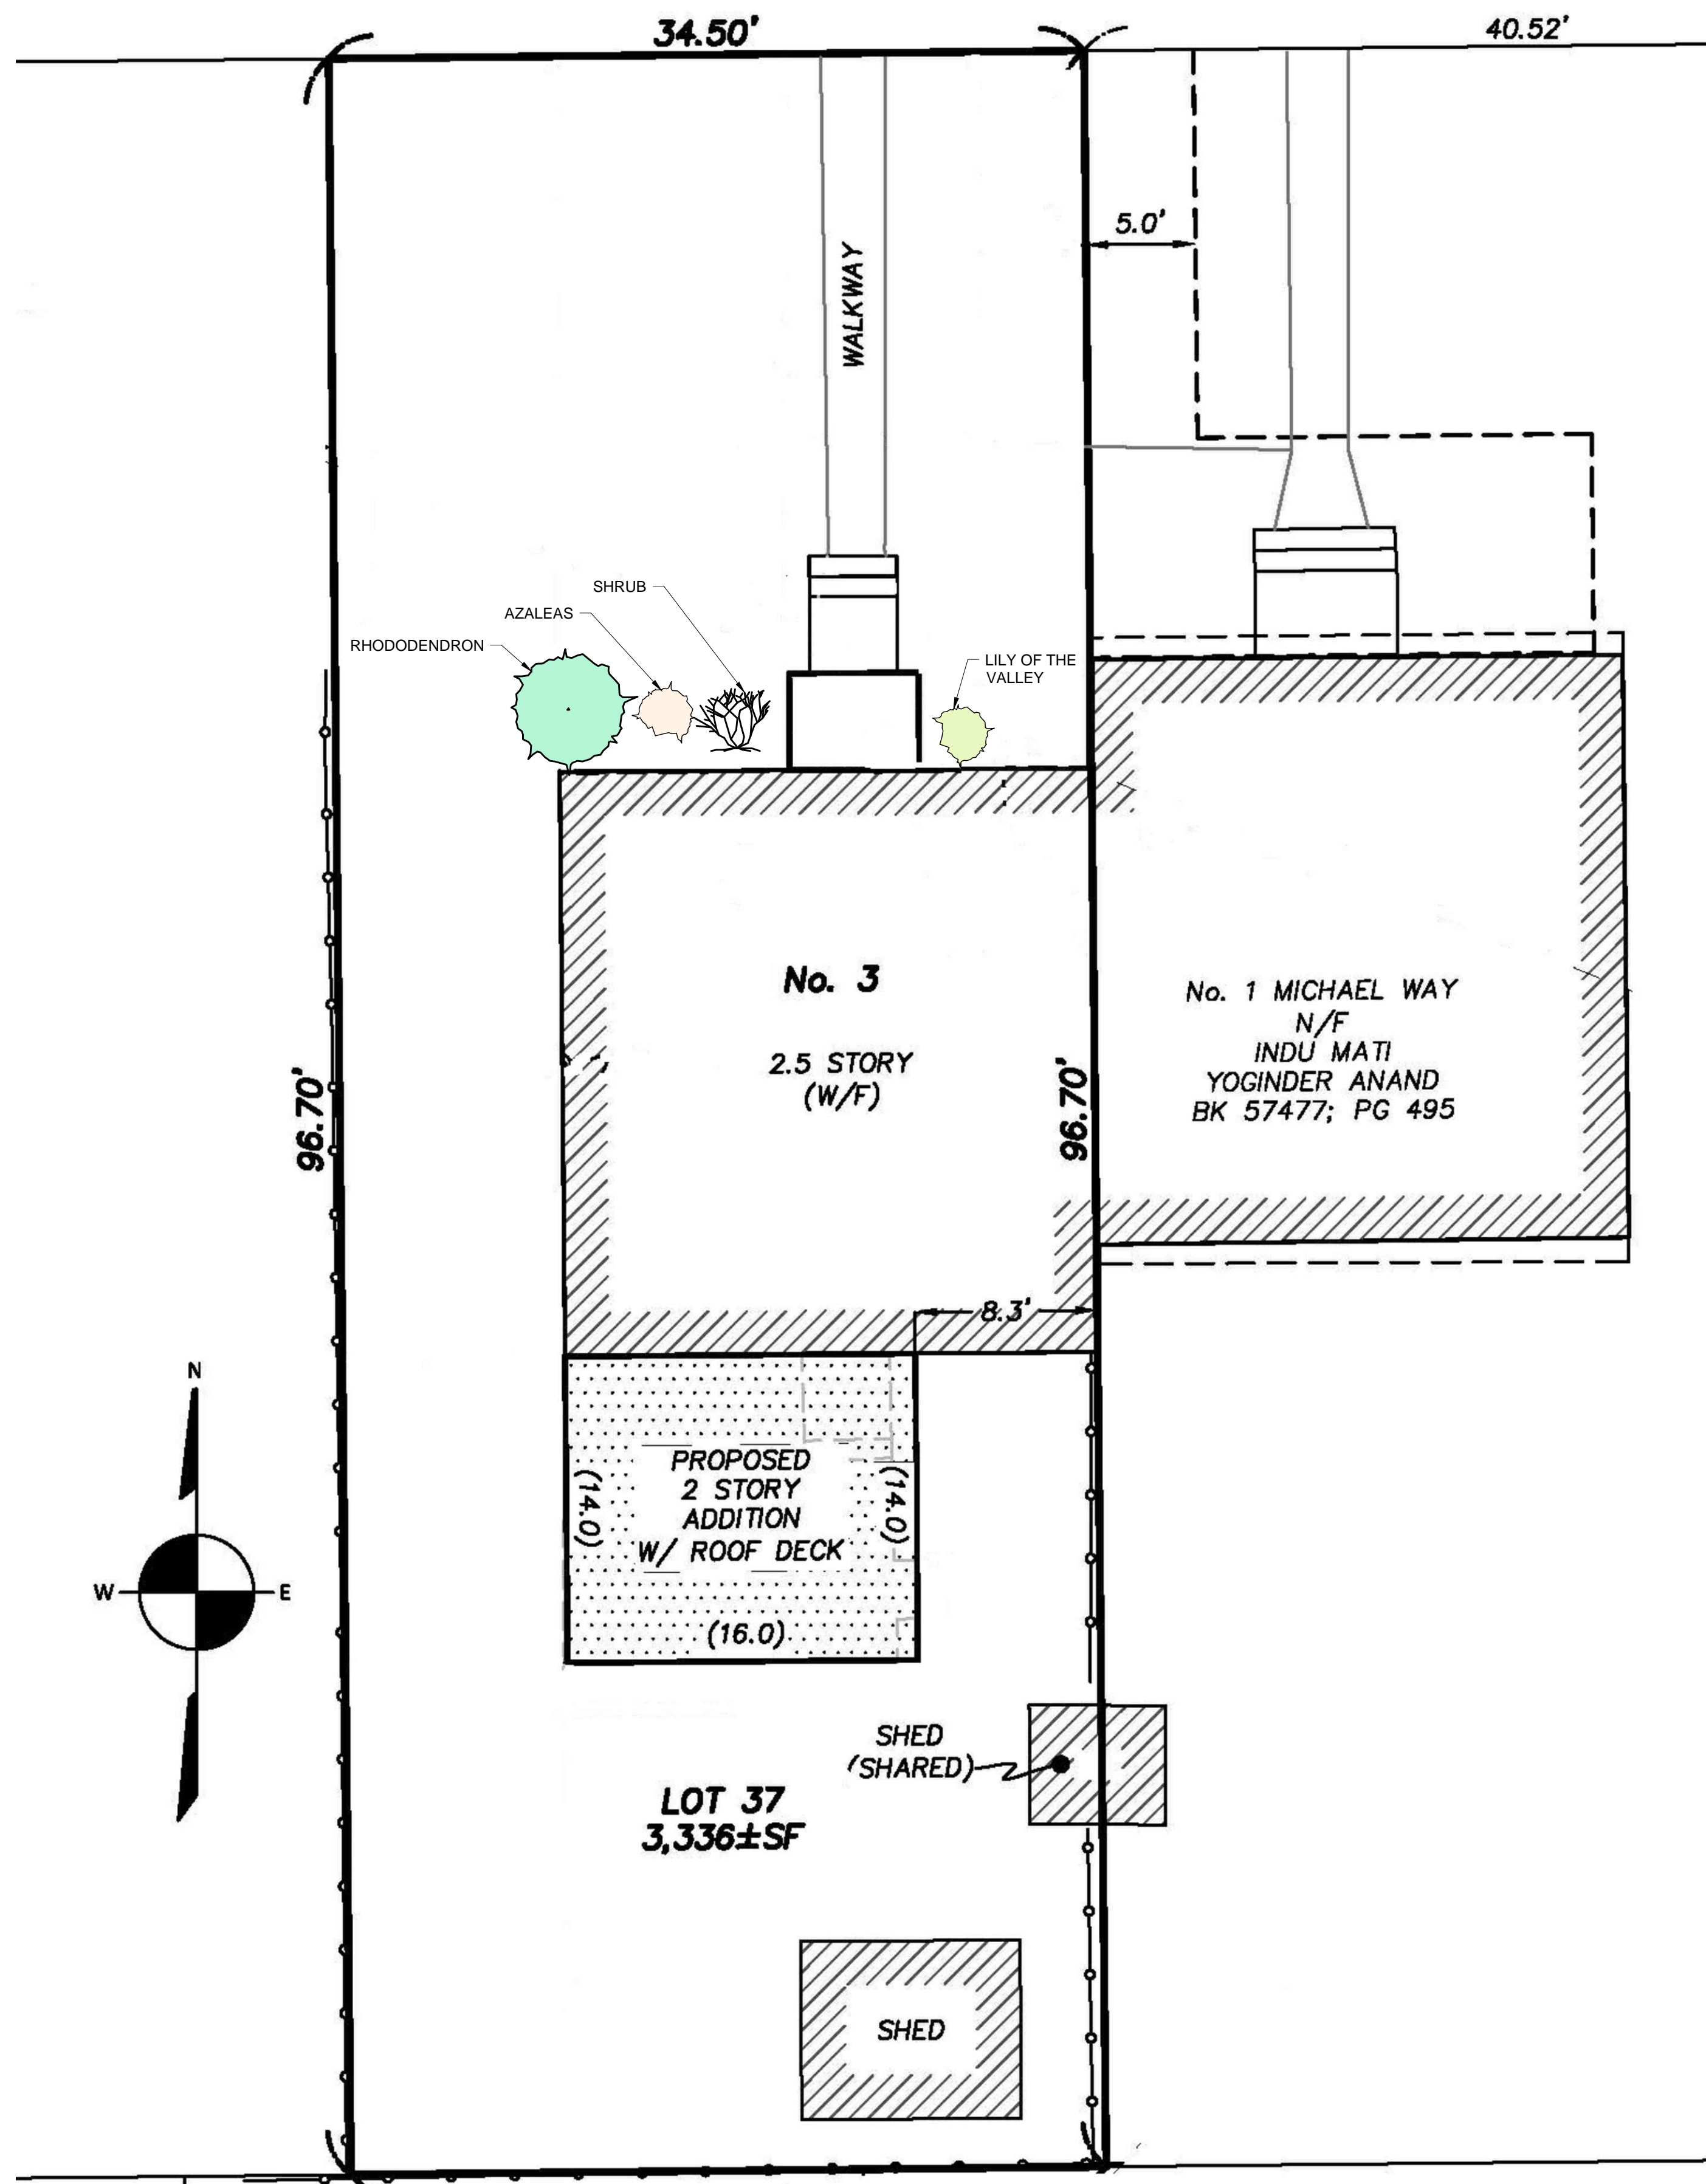 34.50'
40.52'
5.0'
WALKWAY
SHRUB
AZALEAS
RHODODENDRON
LILY OF THE
VALLEY
No. 3
2.5 STORY
(W/F)
No. 1 MICHAEL WAY
N/F
INDU MATI
YOGINDER ANAND
BK 57477; PG 495
96.70'
96.70'
8.3'
N
W
E
PROPOSED
2 STORY
ADDITION
W/ ROOF DECK
(14.0)
(14.0)
(16.0)
SHED
(SHARED)
LOT 37
3,336±SF
SHED